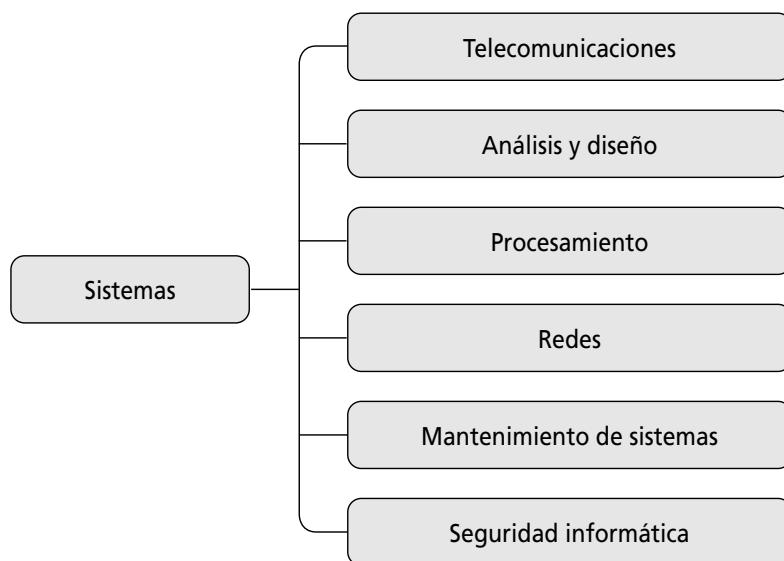 Telecomunicaciones
Análisis y diseño
Procesamiento
Sistemas
Redes
Mantenimiento de sistemas
Seguridad informática